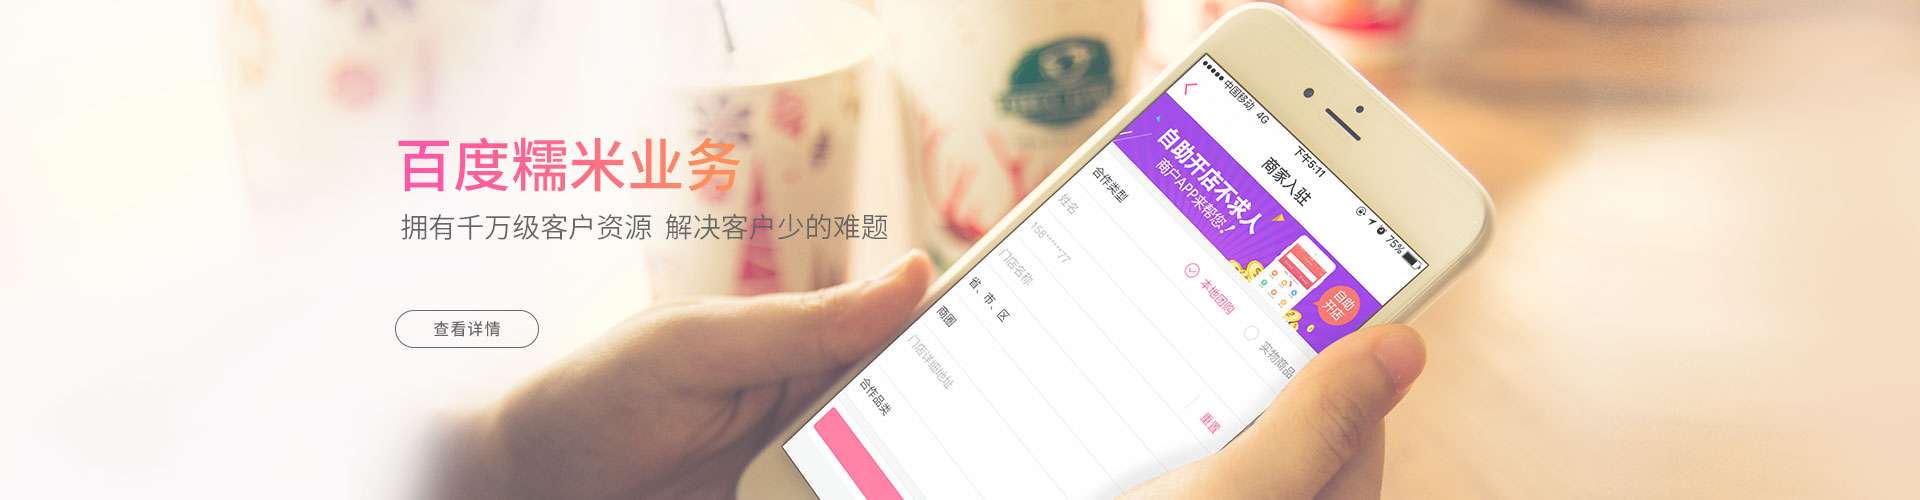 百度糯米业务
拥有千万级客户资源 解决客户少的难题
查看详情
中国移动 4G
下午5:11
75%
商家入驻
自助开店不求人
商户APP来帮您!
自助
开店
合作类型
本地团购
实物商品
姓名
158******77
重置
门店名称
省、市、区
商圈
门店详细地址
合作品类